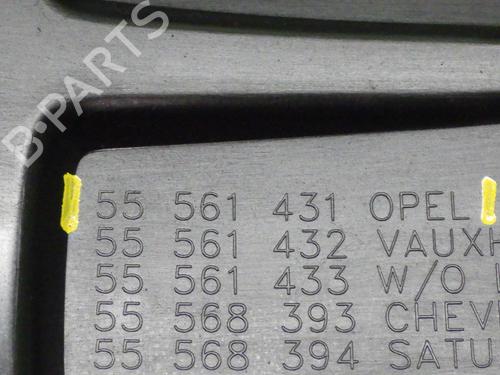 B-PARTS
55 561 431 OPEL
55 561 432 VAUXH
55 561 433 W/O
55 568 393 CHEV
55 568 394 SATU